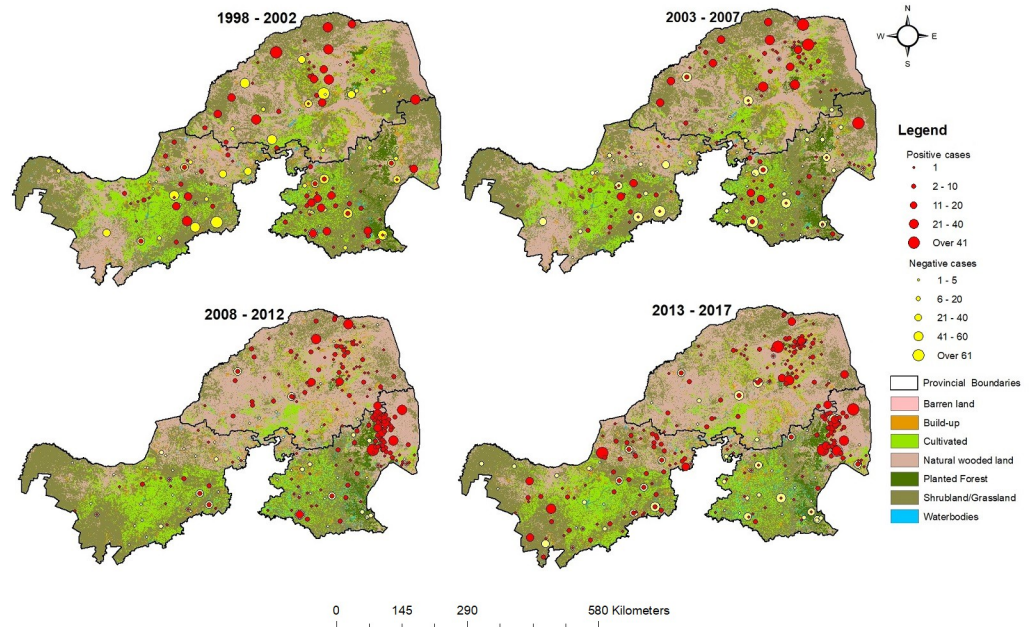 1998 - 2002
2003 - 2007
N
W E
S
Legend
Positive cases
1
2 - 10
11 - 20
21 - 40
Over 41
Negative cases
1 - 5
6 - 20
21 - 40
41 - 60
Over 61
2008 - 2012
2013 - 2017
Provincial Boundaries
Barren land
Build-up
Cultivated
Natural wooded land
Planted Forest
Shrubland/Grassland
Waterbodies
0 145 290 580 Kilometers